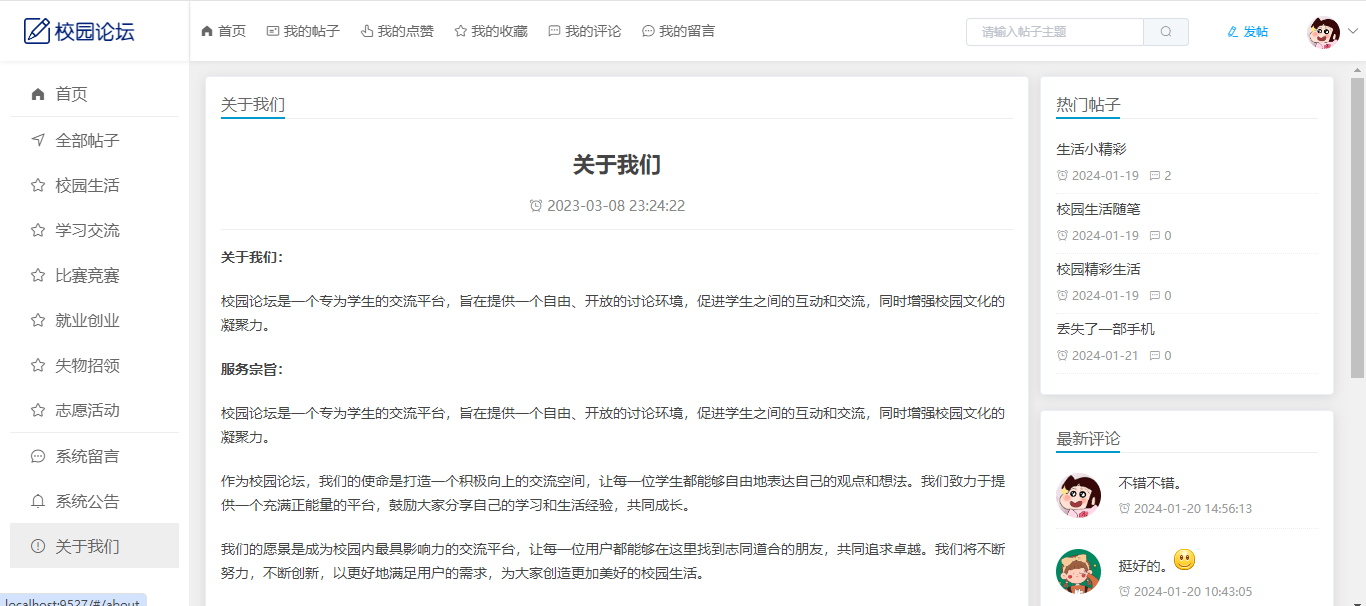 校园论坛
首页 我的帖子 我的点赞 我的收藏 我的评论 我的留言
请输入帖子主题
发帖
首页
全部帖子
校园生活
学习交流
比赛竞赛
就业创业
失物招领
志愿活动
系统留言
系统公告
关于我们
关于我们
关于我们
2023-03-08 23:24:22
关于我们：
校园论坛是一个专为学生的交流平台，旨在提供一个自由、开放的讨论环境，促进学生之间的互动和交流，同时增强校园文化的
凝聚力。
服务宗旨：
校园论坛是一个专为学生的交流平台，旨在提供一个自由、开放的讨论环境，促进学生之间的互动和交流，同时增强校园文化的
凝聚力。
作为校园论坛，我们的使命是打造一个积极向上的交流空间，让每一位学生都能够自由地表达自己的观点和想法。我们致力于提
供一个充满正能量的平台，鼓励大家分享自己的学习和生活经验，共同成长。
我们的愿景是成为校园内最具影响力的交流平台，让每一位用户都能够在这里找到志同道合的朋友，共同追求卓越。我们将不断
努力，不断创新，以更好地满足用户的需求，为大家创造更加美好的校园生活。
热门帖子
生活小精彩
2024-01-19 2
校园生活随笔
2024-01-19 0
校园精彩生活
2024-01-19 0
丢失了一部手机
2024-01-21 0
最新评论
不错不错。
2024-01-20 14:56:13
挺好的。
2024-01-20 10:43:05
localhost:9527/#/about